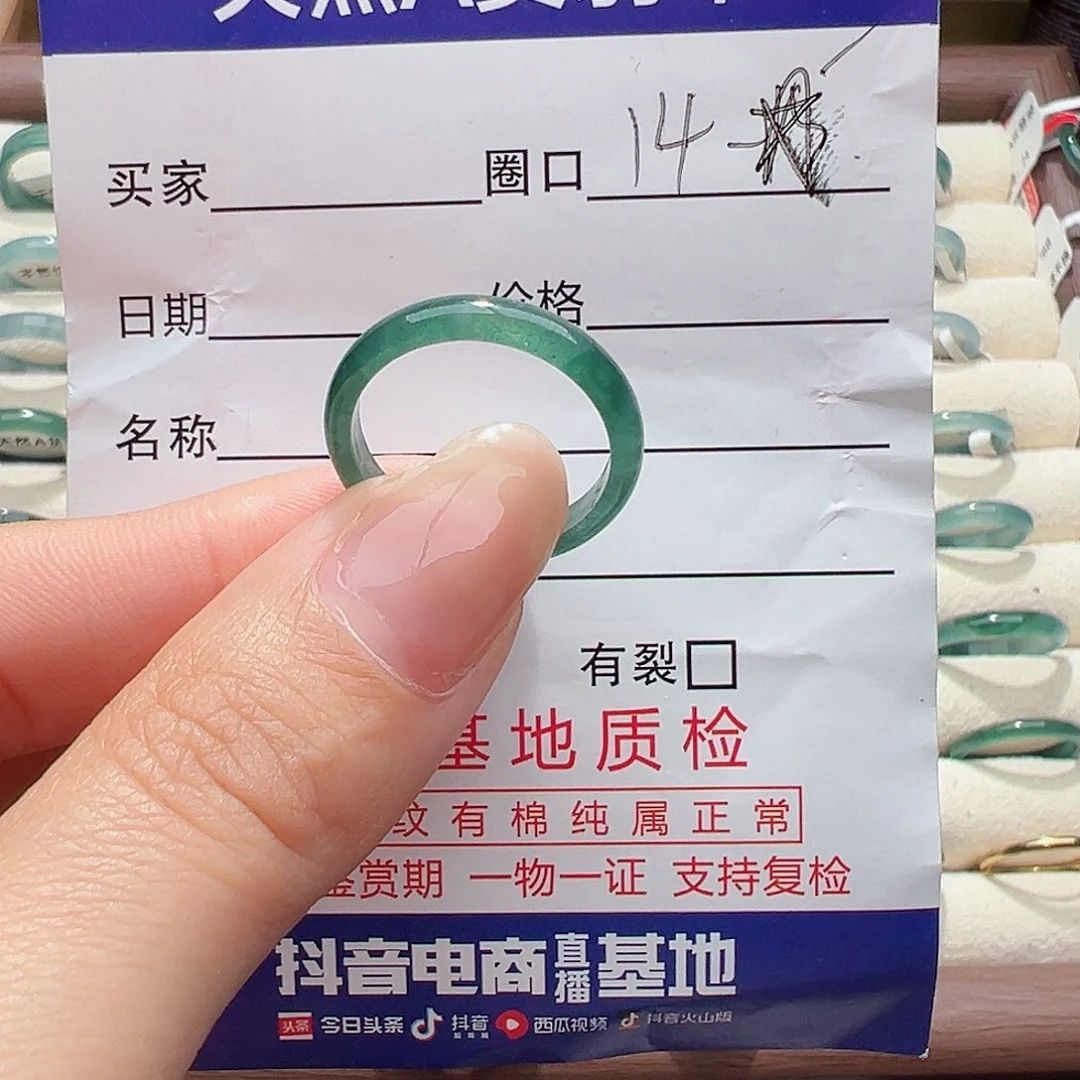 买家 圈口 14
日期 价格
名称
有裂
基地质检
纹有棉纯属正常
鉴赏期 一物一证 支持复检
抖音电商直播基地
头条 今日头条 抖音 西瓜视频 抖音火山版